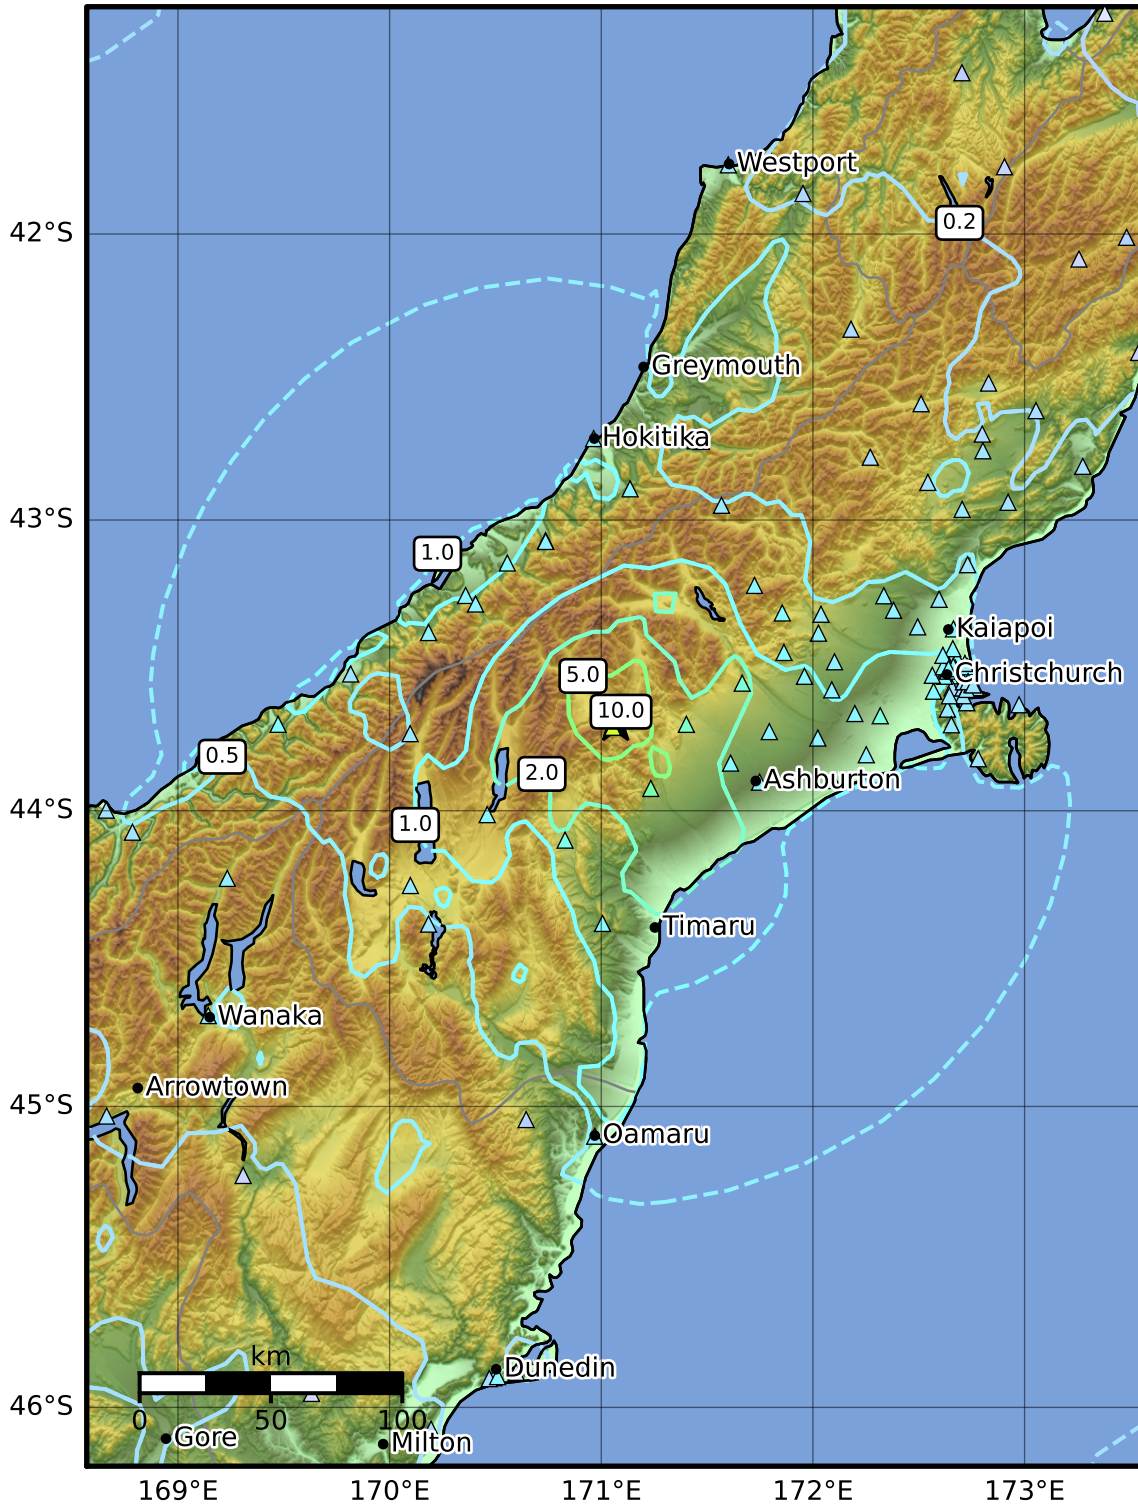 Westport
0.2
42°S
Greymouth
Hokitika
43°S
1.0
Kaiapoi
Christchurch
5.0
10.0
0.5
2.0
Ashburton
44°S
1.0
Timaru
Wanaka
Arrowtown
45°S
Oamaru
km
Dunedin
46°S
0 50 100
Gore
Milton
169°E 170°E 171°E 172°E 173°E